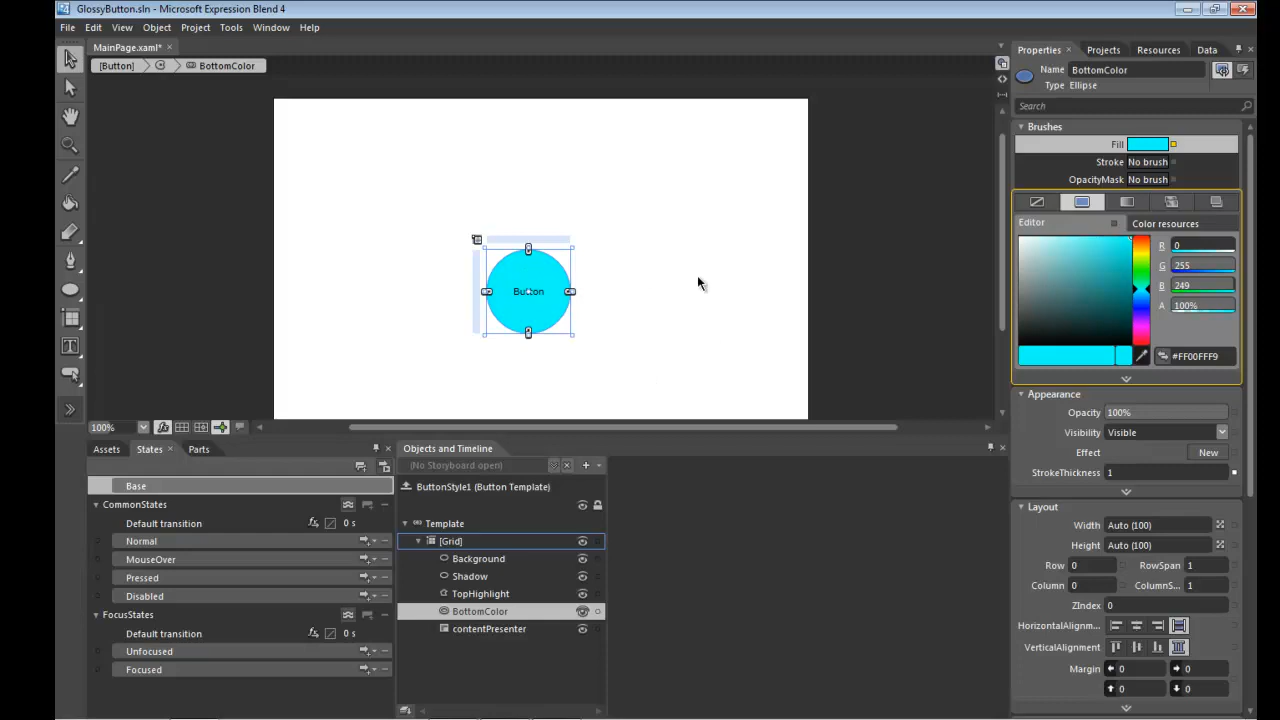 GlossyButton.sln - Microsoft Expression Blend 4
File Edit View Object Project Tools Window Help
MainPage.xaml*
[Button] BottomColor
Button
100%
Assets States Parts
Base
CommonStates
Default transition 0 s
Normal
MouseOver
Pressed
Disabled
FocusStates
Default transition 0 s
Unfocused
Focused
Objects and Timeline
(No Storyboard open)
ButtonStyle1 (Button Template)
Template
[Grid]
Background
Shadow
TopHighlight
BottomColor
contentPresenter
Properties Projects Resources Data
Name BottomColor
Type Ellipse
Search
Brushes
Fill
Stroke No brush
OpacityMask No brush
Editor Color resources
R 0
G 255
B 249
A 100%
#FF00FFF9
Appearance
Opacity 100%
Visibility Visible
Effect New
StrokeThickness 1
Layout
Width Auto (100)
Height Auto (100)
Row 0 RowSpan 1
Column 0 ColumnS... 1
ZIndex 0
HorizontalAlignm...
VerticalAlignment
Margin 0 0
0 0